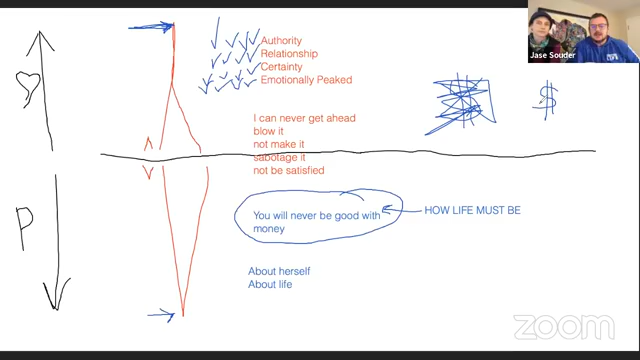 Authority
Relationship
Certainty
Emotionally Peaked
$
$
Jase Souder
I can never get ahead
blow it
not make it
sabotage it
not be satisfied
P
You will never be good with
money
HOW LIFE MUST BE
About herself
About life
zoom